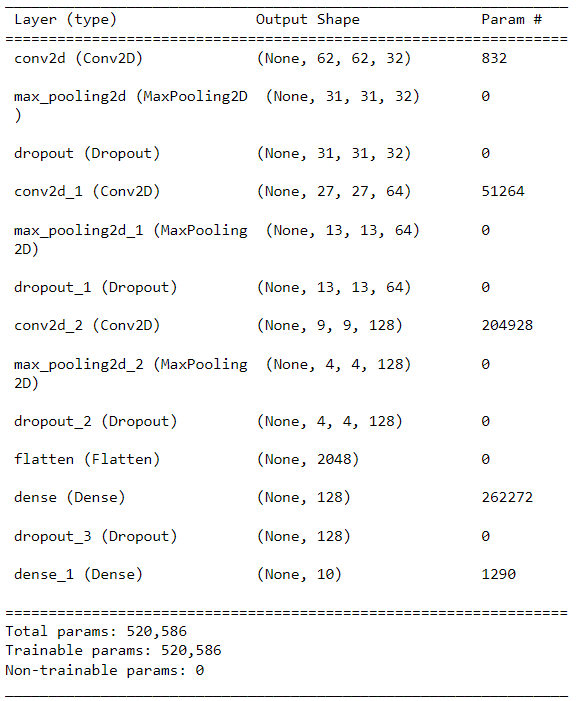 Layer (type) Output Shape Param #
conv2d (Conv2D) (None, 62, 62, 32) 832
max_pooling2d (MaxPooling2D (None, 31, 31, 32) 0
)
dropout (Dropout) (None, 31, 31, 32) 0
conv2d_1 (Conv2D) (None, 27, 27, 64) 51264
max_pooling2d_1 (MaxPooling (None, 13, 13, 64) 0
2D)
dropout_1 (Dropout) (None, 13, 13, 64) 0
conv2d_2 (Conv2D) (None, 9, 9, 128) 204928
max_pooling2d_2 (MaxPooling (None, 4, 4, 128) 0
2D)
dropout_2 (Dropout) (None, 4, 4, 128) 0
flatten (Flatten) (None, 2048) 0
dense (Dense) (None, 128) 262272
dropout_3 (Dropout) (None, 128) 0
dense_1 (Dense) (None, 10) 1290
Total params: 520,586
Trainable params: 520,586
Non-trainable params: 0